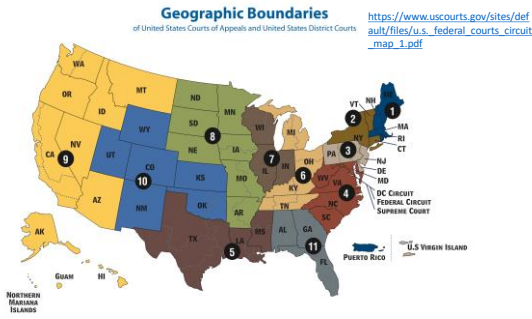 Geographic Boundaries
of United States Courts of Appeals and United States District Courts
https://www.uscourts.gov/sites/def
ault/files/u.s._federal_courts_circuit
_map_1.pdf
WA
OR
ID
MT
NV
CA
9
AZ
AK
GUAM
HI
NORTHERN
MARIANA
ISLANDS
WY
UT
CO
10
KS
NM
OK
ND
MN
SD
8
NE
IA
MO
AR
WI
7
IL
IN
MI
OH
6
KY
TN
TX
LA
5
MS
AL
GA
11
FL
VT
NH
ME
1
2
NY
MA
RI
CT
PA
3
NJ
DE
MD
WV
VA
4
NC
SC
DC CIRCUIT
FEDERAL CIRCUIT
SUPREME COURT
PUERTO RICO
U.S VIRGIN ISLAND